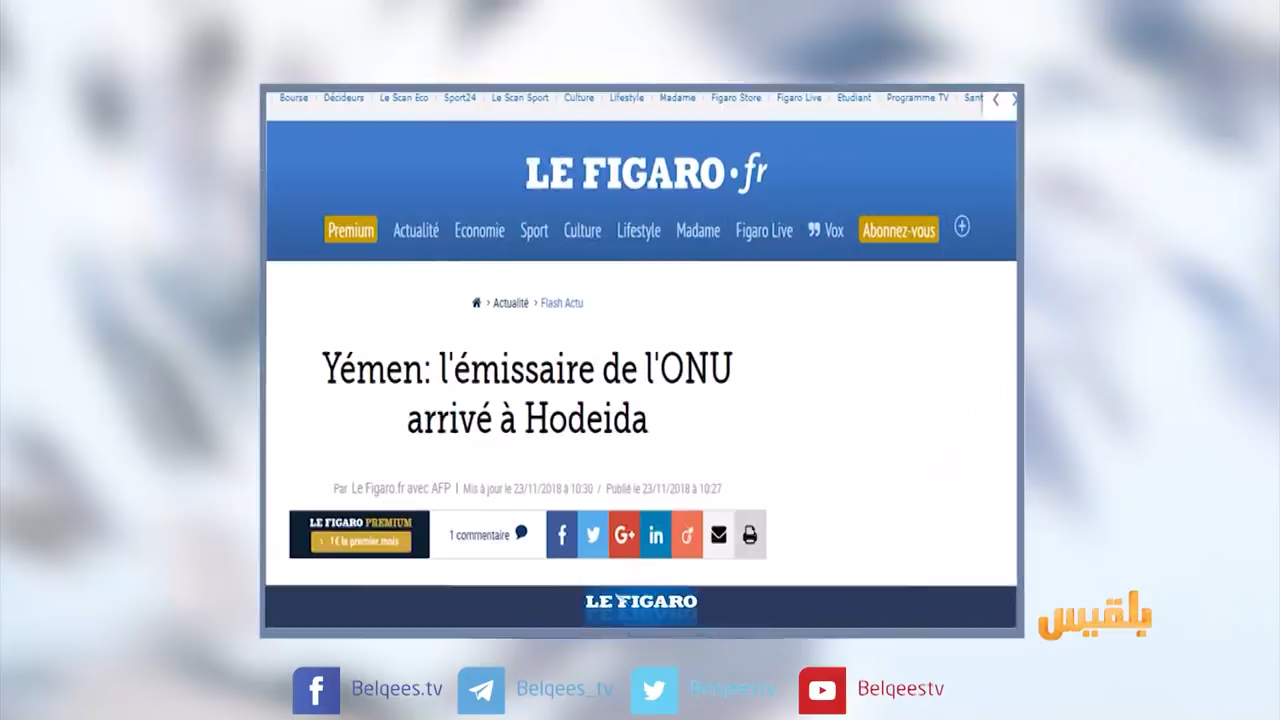 Bourse Décideurs Le Scan Eco Sport24 Le Scan Sport Culture Lifestyle Madame Figaro Store Figaro Live Etudiant Programme TV Sant
LE FIGARO·fr
Premium Actualité Economie Sport Culture Lifestyle Madame Figaro Live Vox Abonnez-vous
Actualité › Flash Actu
Yémen: l'émissaire de l'ONU
arrivé à Hodeida
Par Le Figaro.fr avec AFP | Mis à jour le 23/11/2018 à 10:30 / Publié le 23/11/2018 à 10:27
LE FIGARO PREMIUM
› 1€ le premier mois
1 commentaire
LE FIGARO
بلقيس
Belqees.tv Belqees_tv Belqeestv Belqeestv